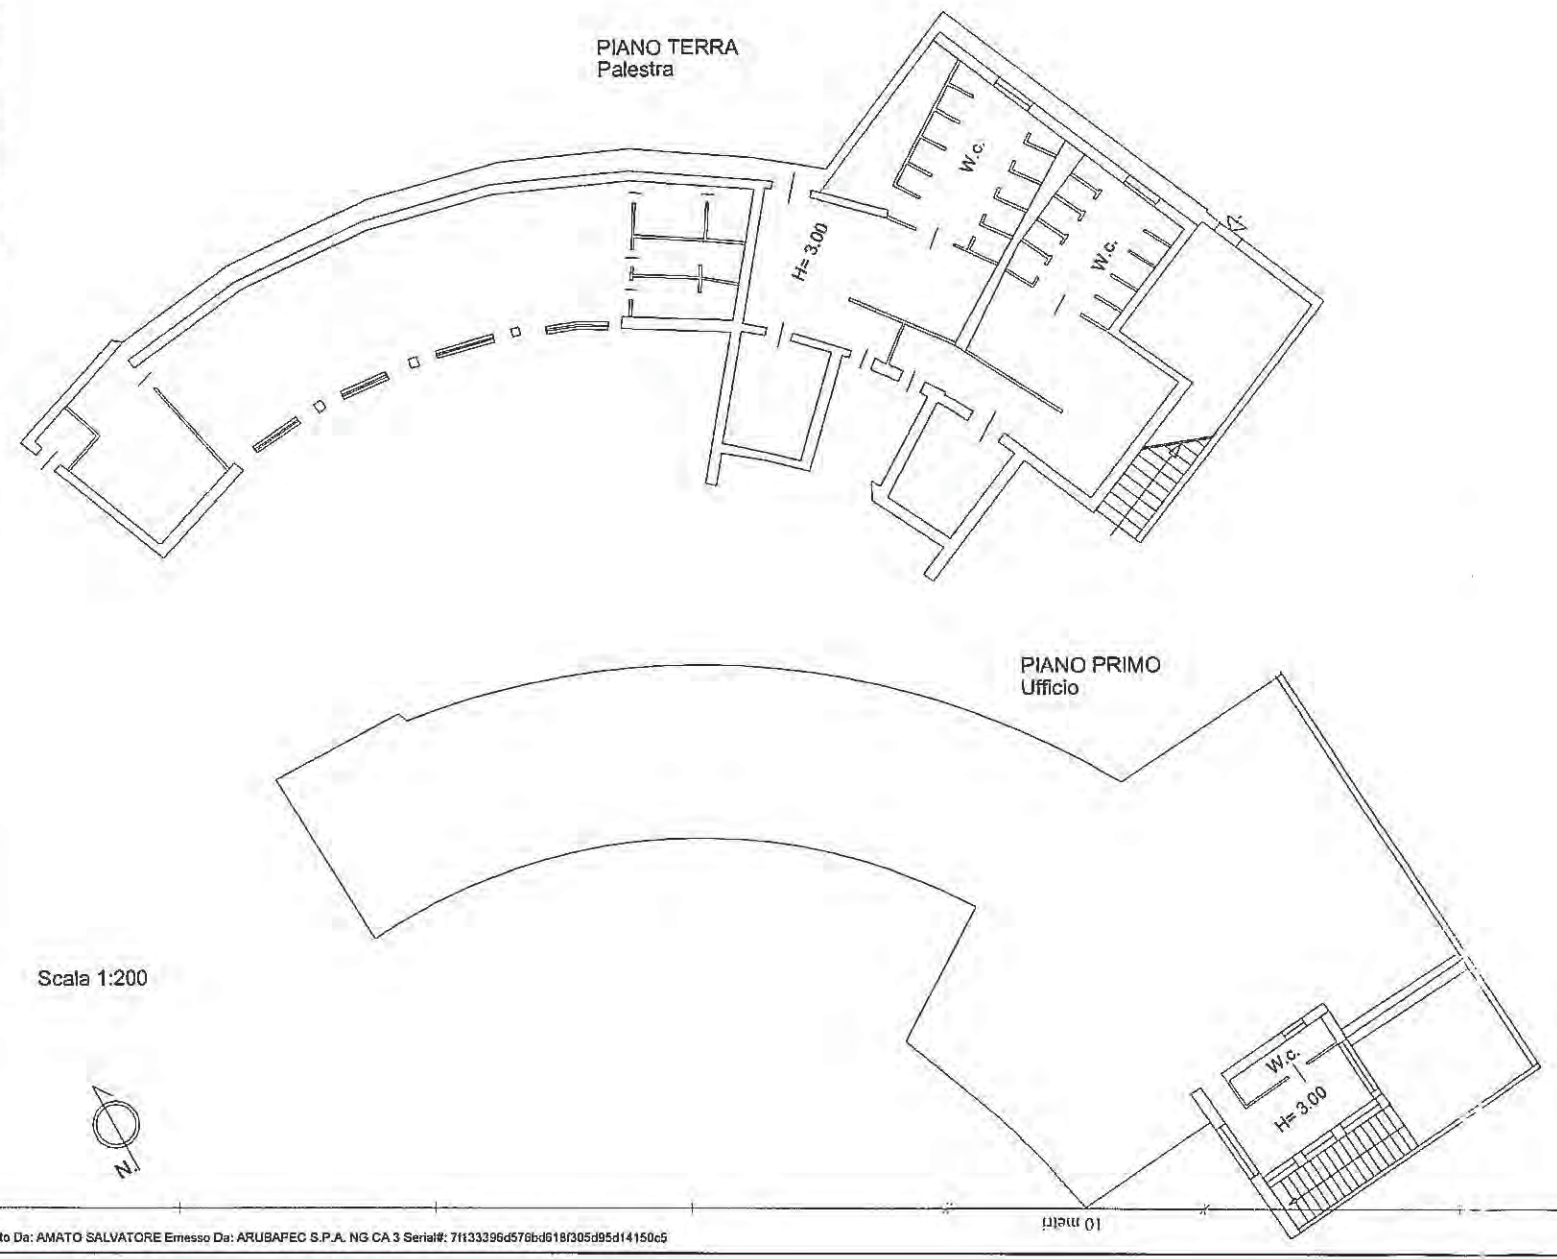 PIANO TERRA
Palestra
W.c.
W.c.
H= 3.00
PIANO PRIMO
Ufficio
Scala 1:200
W.c.
H= 3.00
N.
10 metri
to Da: AMATO SALVATORE Emesso Da: ARUBAPEC S.P.A. NG CA 3 Serial#: 7f133396d576bd618f305d95d14150c5